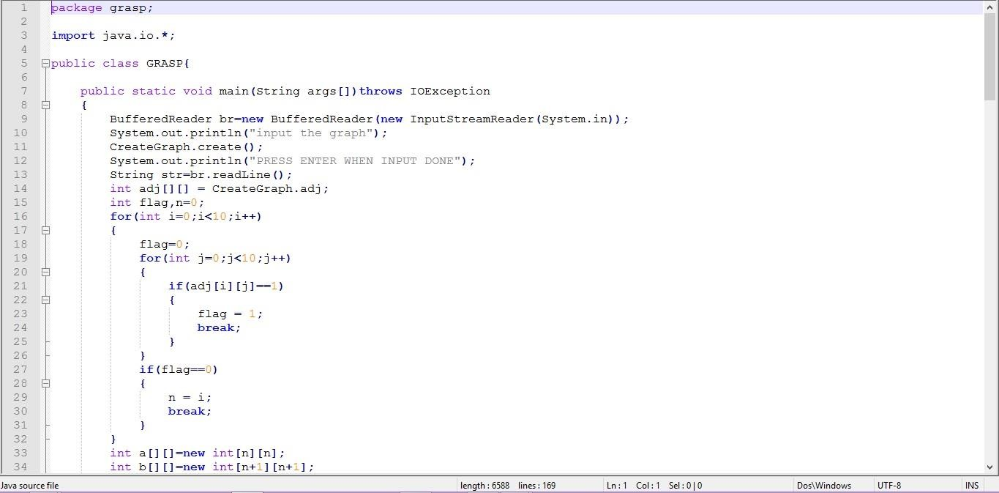 1 package grasp;
2
3 import java.io.*;
4
5 public class GRASP{
6
7 public static void main(String args[])throws IOException
8 {
9 BufferedReader br=new BufferedReader(new InputStreamReader(System.in));
10 System.out.println("input the graph");
11 CreateGraph.create();
12 System.out.println("PRESS ENTER WHEN INPUT DONE");
13 String str=br.readLine();
14 int adj[][] = CreateGraph.adj;
15 int flag,n=0;
16 for(int i=0;i<10;i++)
17 {
18 flag=0;
19 for(int j=0;j<10;j++)
20 {
21 if(adj[i][j]==1)
22 {
23 flag = 1;
24 break;
25 }
26 }
27 if(flag==0)
28 {
29 n = i;
30 break;
31 }
32 }
33 int a[][]=new int[n][n];
34 int b[][]=new int[n+1][n+1];
Java source file length : 6588 lines : 169 Ln : 1 Col : 1 Sel : 0 | 0 Dos\Windows UTF-8 INS